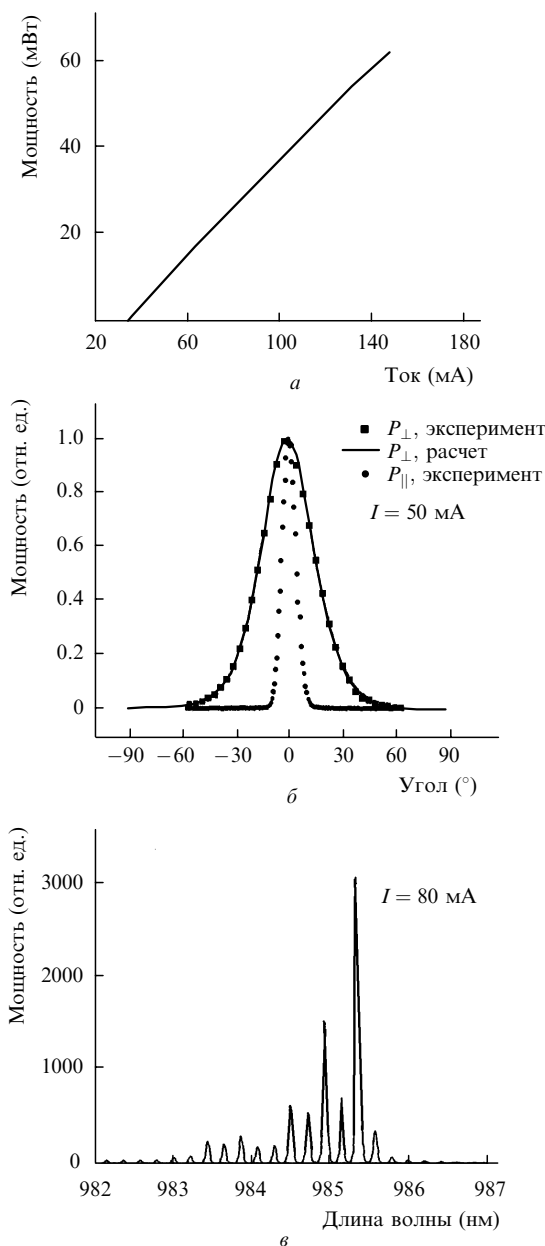 Мощность (мВт)
60
40
20
20 60 100 140 180
а Ток (мА)
Мощность (отн. ед.)
1.0
0.8
0.6
0.4
0.2
0
P⊥, эксперимент
P⊥, расчет
P||, эксперимент
I = 50 мА
−90 −60 −30 0 30 60 90
б Угол (°)
Мощность (отн. ед.)
3000
2000
1000
0
I = 80 мА
982 983 984 985 986 987
Длина волны (нм)
в